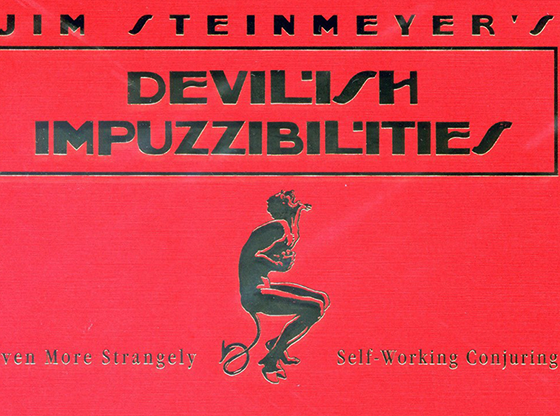 JIM STEINMEYER'S
DEVILISH
IMPUZZIBILITIES
ven More Strangely Self-Working Conjuring